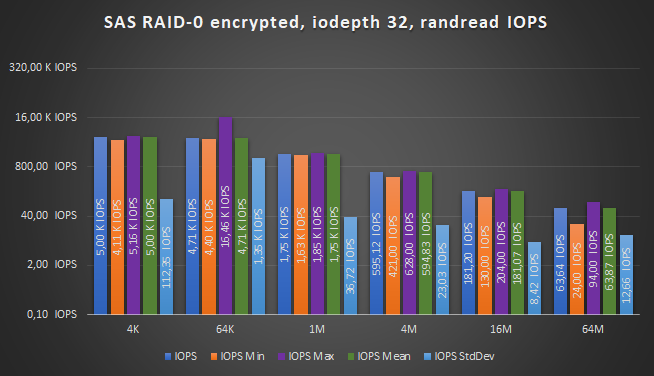 SAS RAID-0 encrypted, iodepth 32, randread IOPS
320,00 K IOPS
16,00 K IOPS
800,00 IOPS
40,00 IOPS
2,00 IOPS
0,10 IOPS
5,00 K IOPS
4,11 K IOPS
5,16 K IOPS
5,00 K IOPS
112,35 IOPS
4,71 K IOPS
4,40 K IOPS
16,46 K IOPS
4,71 K IOPS
1,35 K IOPS
1,75 K IOPS
1,63 K IOPS
1,85 K IOPS
1,75 K IOPS
36,72 IOPS
595,12 IOPS
421,00 IOPS
628,00 IOPS
594,83 IOPS
23,03 IOPS
181,20 IOPS
130,00 IOPS
204,00 IOPS
181,07 IOPS
8,42 IOPS
63,64 IOPS
24,00 IOPS
94,00 IOPS
63,87 IOPS
12,66 IOPS
4K 64K 1M 4M 16M 64M
IOPS IOPS Min IOPS Max IOPS Mean IOPS StdDev